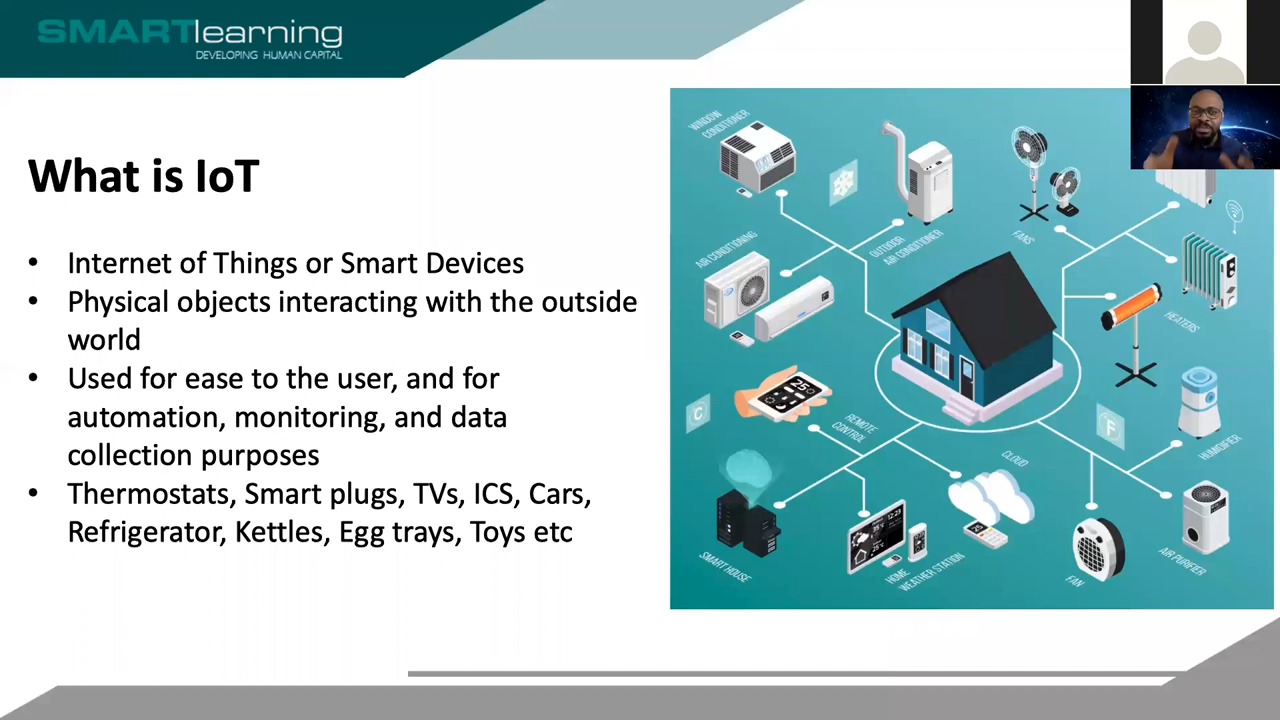 SMARTlearning
DEVELOPING HUMAN CAPITAL
What is IoT
• Internet of Things or Smart Devices
• Physical objects interacting with the outside
world
• Used for ease to the user, and for
automation, monitoring, and data
collection purposes
• Thermostats, Smart plugs, TVs, ICS, Cars,
Refrigerator, Kettles, Egg trays, Toys etc
WINDOW
CONDITIONER
OUTDOOR
AIR CONDITIONER
FANS
AIR CONDITIONING
HEATERS
25
REMOTE
CONTROL
C
F
HUMIDIFIER
CLOUD
SMART HOUSE
HOME
WEATHER STATION
FAN
AIR PURIFIER